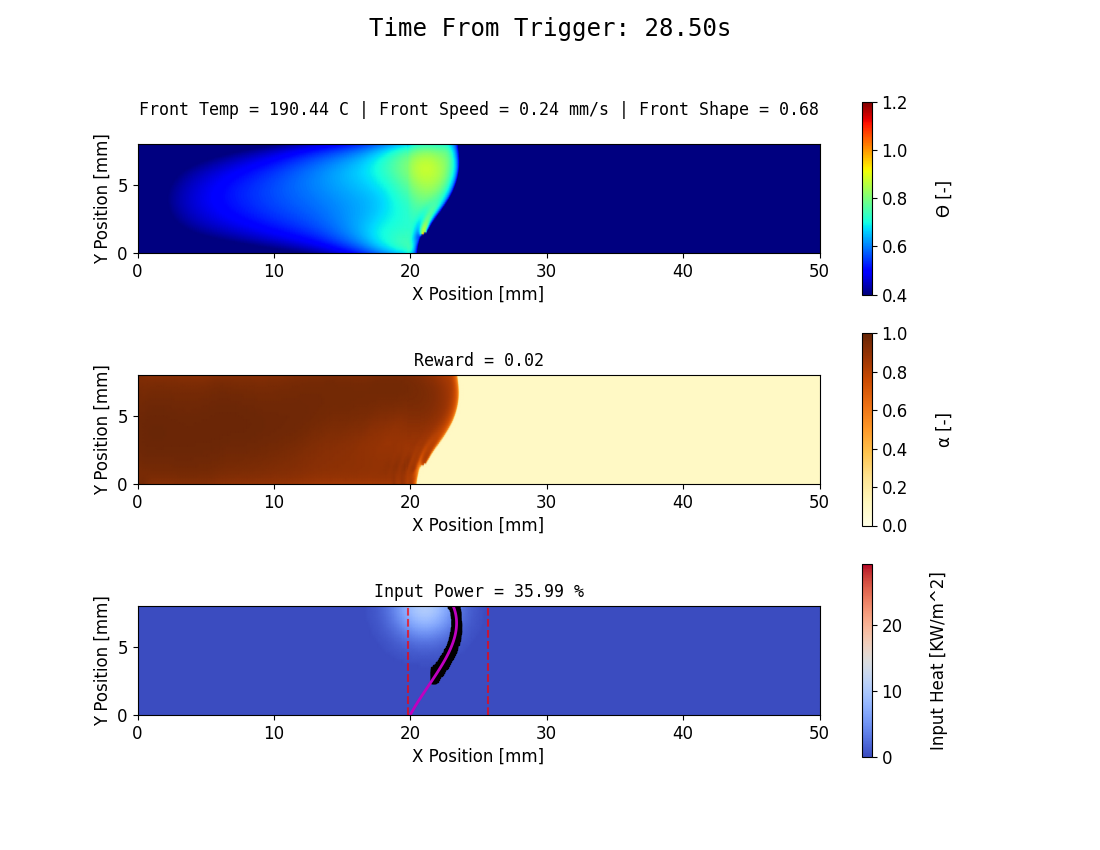 Time From Trigger: 28.50s
Front Temp = 190.44 C | Front Speed = 0.24 mm/s | Front Shape = 0.68
Y Position [mm]
5
0
0 10 20 30 40 50
X Position [mm]
1.2
1.0
0.8
0.6
0.4
Θ [-]
Reward = 0.02
Y Position [mm]
5
0
0 10 20 30 40 50
X Position [mm]
1.0
0.8
0.6
0.4
0.2
0.0
α [-]
Input Power = 35.99 %
Y Position [mm]
5
0
0 10 20 30 40 50
X Position [mm]
20
10
0
Input Heat [KW/m^2]